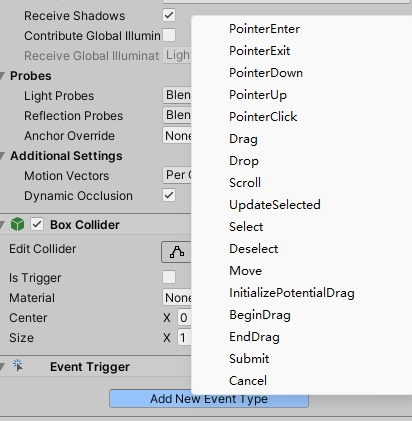 Receive Shadows
Contribute Global Illumin
Receive Global Illuminat Ligh
Probes
Light Probes Blen
Reflection Probes Blen
Anchor Override None
Additional Settings
Motion Vectors Per O
Dynamic Occlusion
Box Collider
Edit Collider
Is Trigger
Material None
Center X 0
Size X 1
Event Trigger
Add New Event Type
PointerEnter
PointerExit
PointerDown
PointerUp
PointerClick
Drag
Drop
Scroll
UpdateSelected
Select
Deselect
Move
InitializePotentialDrag
BeginDrag
EndDrag
Submit
Cancel